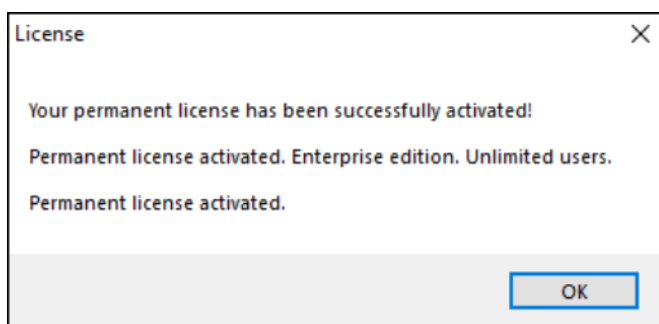 License
Your permanent license has been successfully activated!
Permanent license activated. Enterprise edition. Unlimited users.
Permanent license activated.
OK